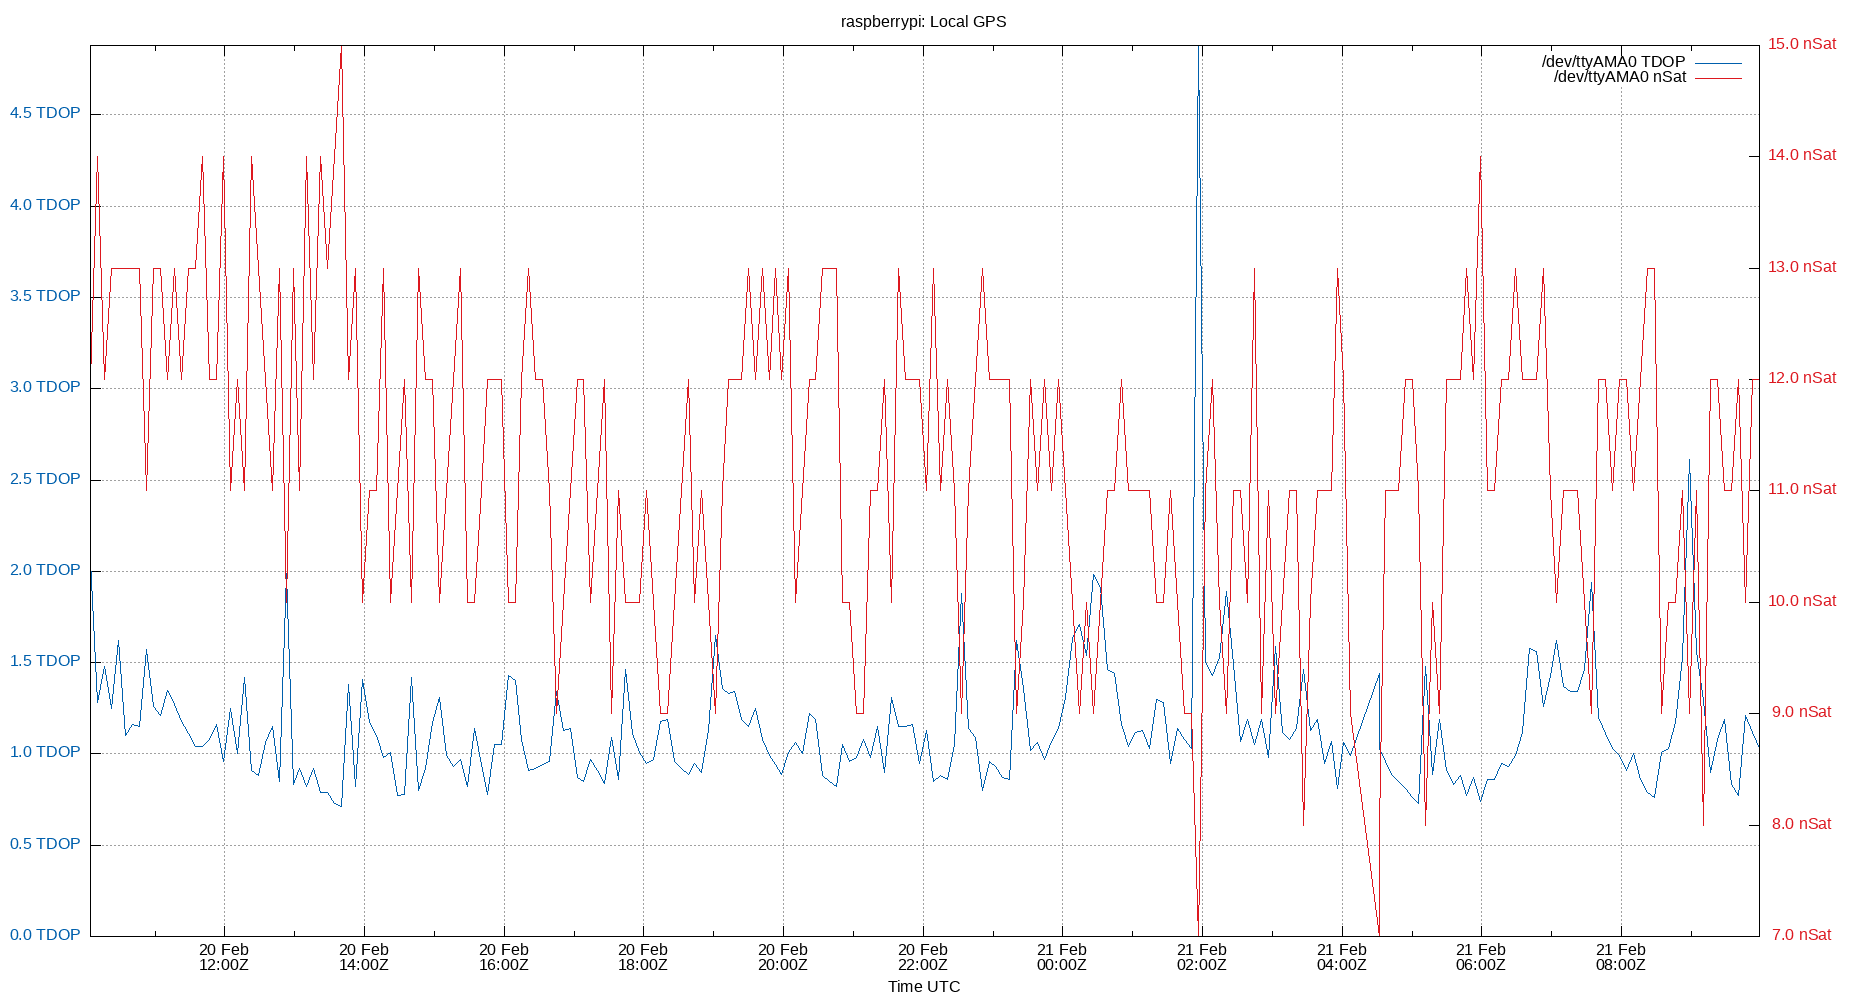 raspberrypi: Local GPS
/dev/ttyAMA0 TDOP
/dev/ttyAMA0 nSat
4.5 TDOP
4.0 TDOP
3.5 TDOP
3.0 TDOP
2.5 TDOP
2.0 TDOP
1.5 TDOP
1.0 TDOP
0.5 TDOP
0.0 TDOP
15.0 nSat
14.0 nSat
13.0 nSat
12.0 nSat
11.0 nSat
10.0 nSat
9.0 nSat
8.0 nSat
7.0 nSat
20 Feb
12:00Z
20 Feb
14:00Z
20 Feb
16:00Z
20 Feb
18:00Z
20 Feb
20:00Z
20 Feb
22:00Z
21 Feb
00:00Z
21 Feb
02:00Z
21 Feb
04:00Z
21 Feb
06:00Z
21 Feb
08:00Z
Time UTC